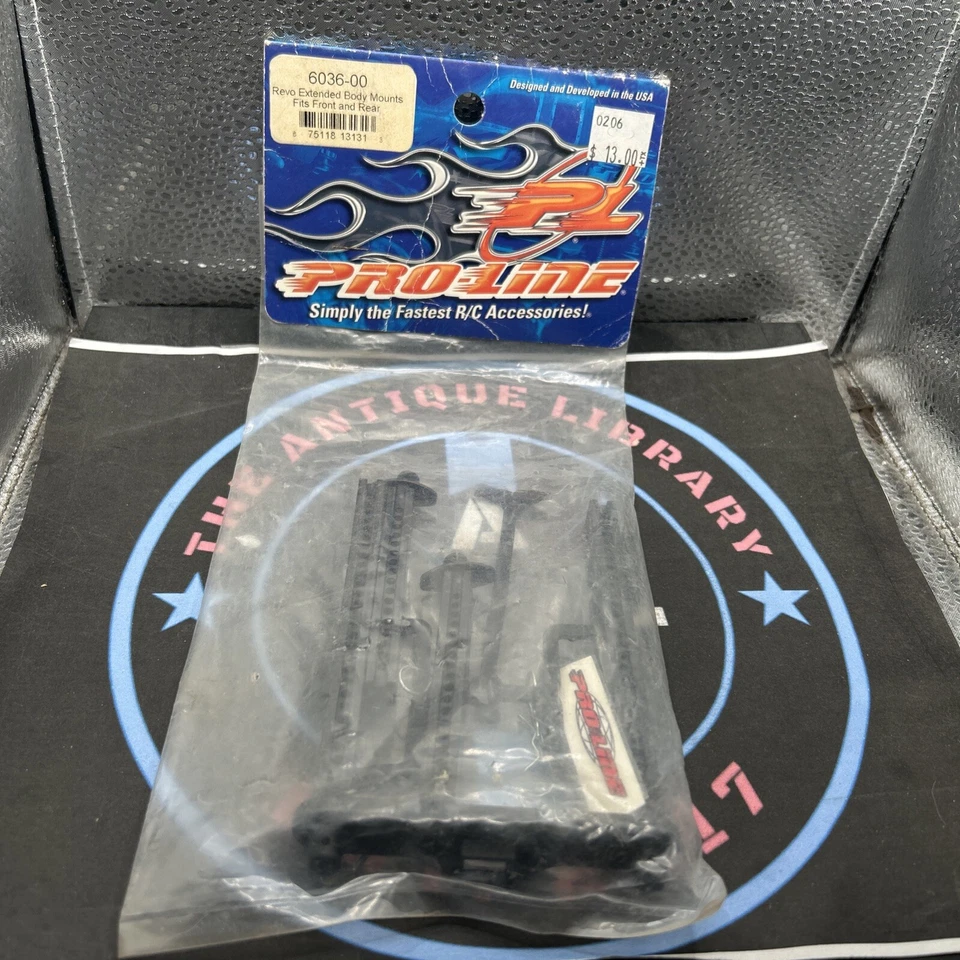 6036-00
Revo Extended Body Mounts
Fits Front and Rear
75118 13131
Designed and Developed in the USA
0206
$ 13.00
PL
PRO-LINE
Simply the Fastest R/C Accessories!
THE ANTIQUE LIBRARY
PRO-LINE
17